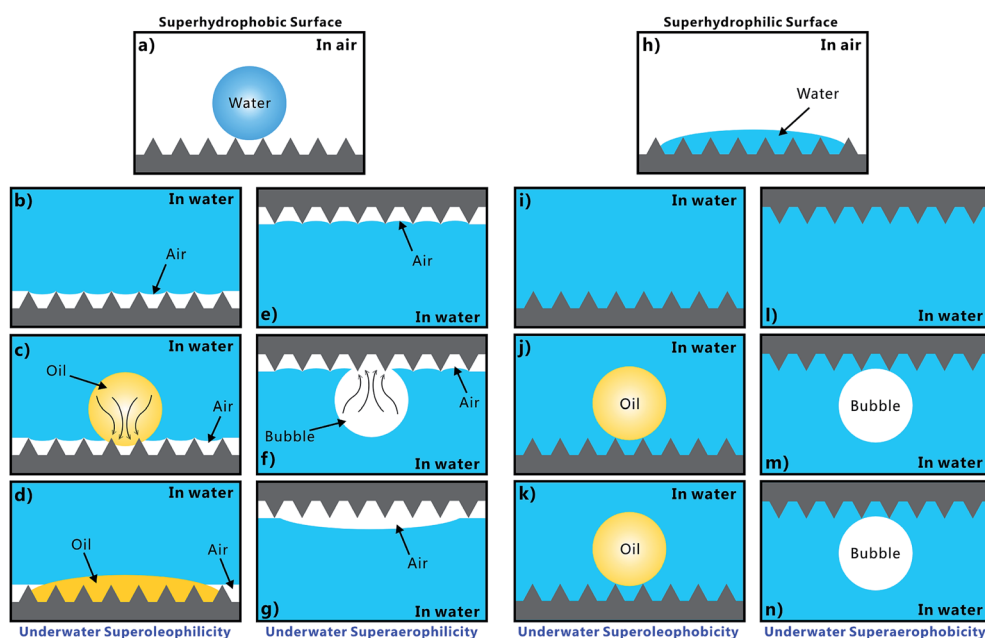 Superhydrophobic Surface
a)
In air
Water
Superhydrophilic Surface
h)
In air
Water
b)
In water
Air
Air
e)
In water
i)
In water
l)
In water
c)
In water
Oil
Air
Air
Bubble
f)
In water
j)
In water
Oil
Bubble
m)
In water
d)
In water
Oil
Air
Air
g)
In water
k)
In water
Oil
Bubble
n)
In water
Underwater Superoleophilicity
Underwater Superaerophilicity
Underwater Superoleophobicity
Underwater Superaerophobicity